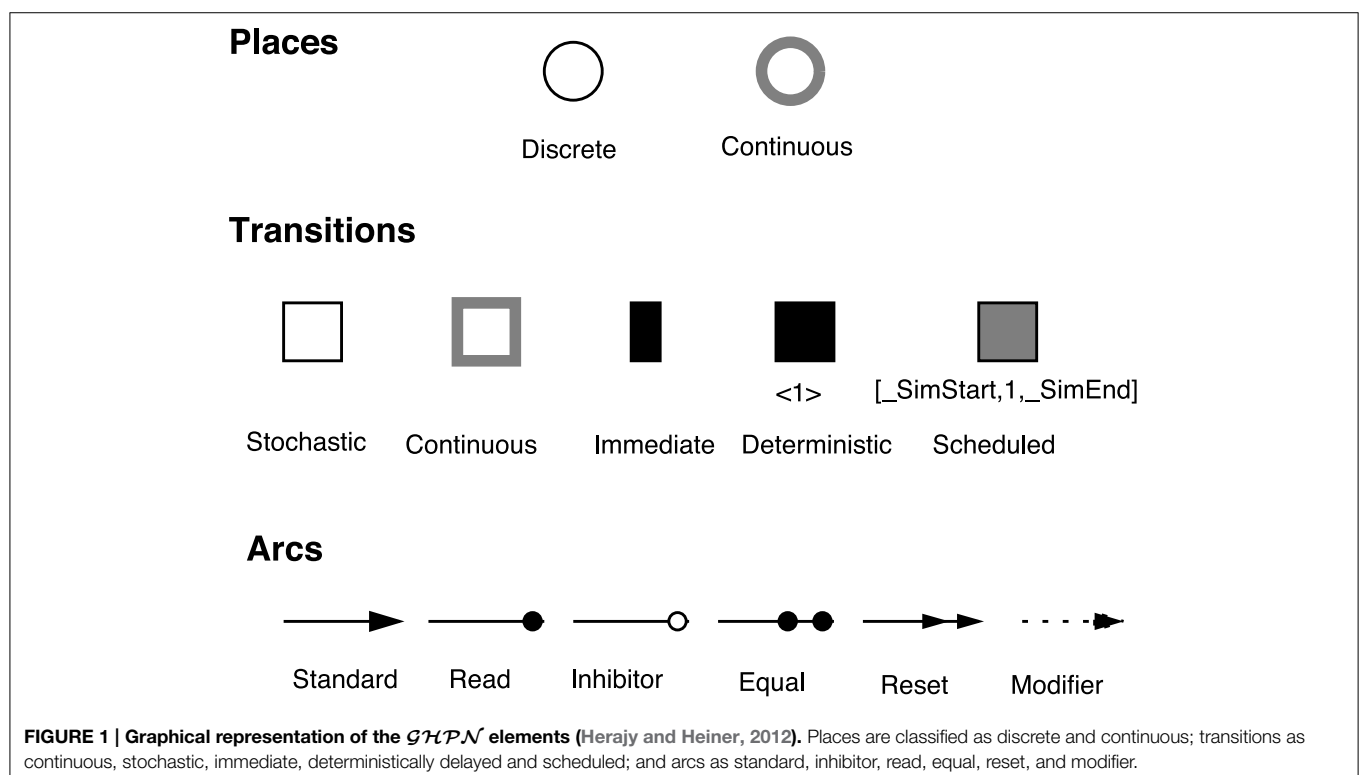 Places
Discrete
Continuous
Transitions
<1>
[_SimStart,1,_SimEnd]
Stochastic
Continuous
Immediate
Deterministic
Scheduled
Arcs
Standard
Read
Inhibitor
Equal
Reset
Modifier
FIGURE 1 | Graphical representation of the 𝒢ℋ𝒫𝒩 elements (Herajy and Heiner, 2012). Places are classified as discrete and continuous; transitions as
continuous, stochastic, immediate, deterministically delayed and scheduled; and arcs as standard, inhibitor, read, equal, reset, and modifier.